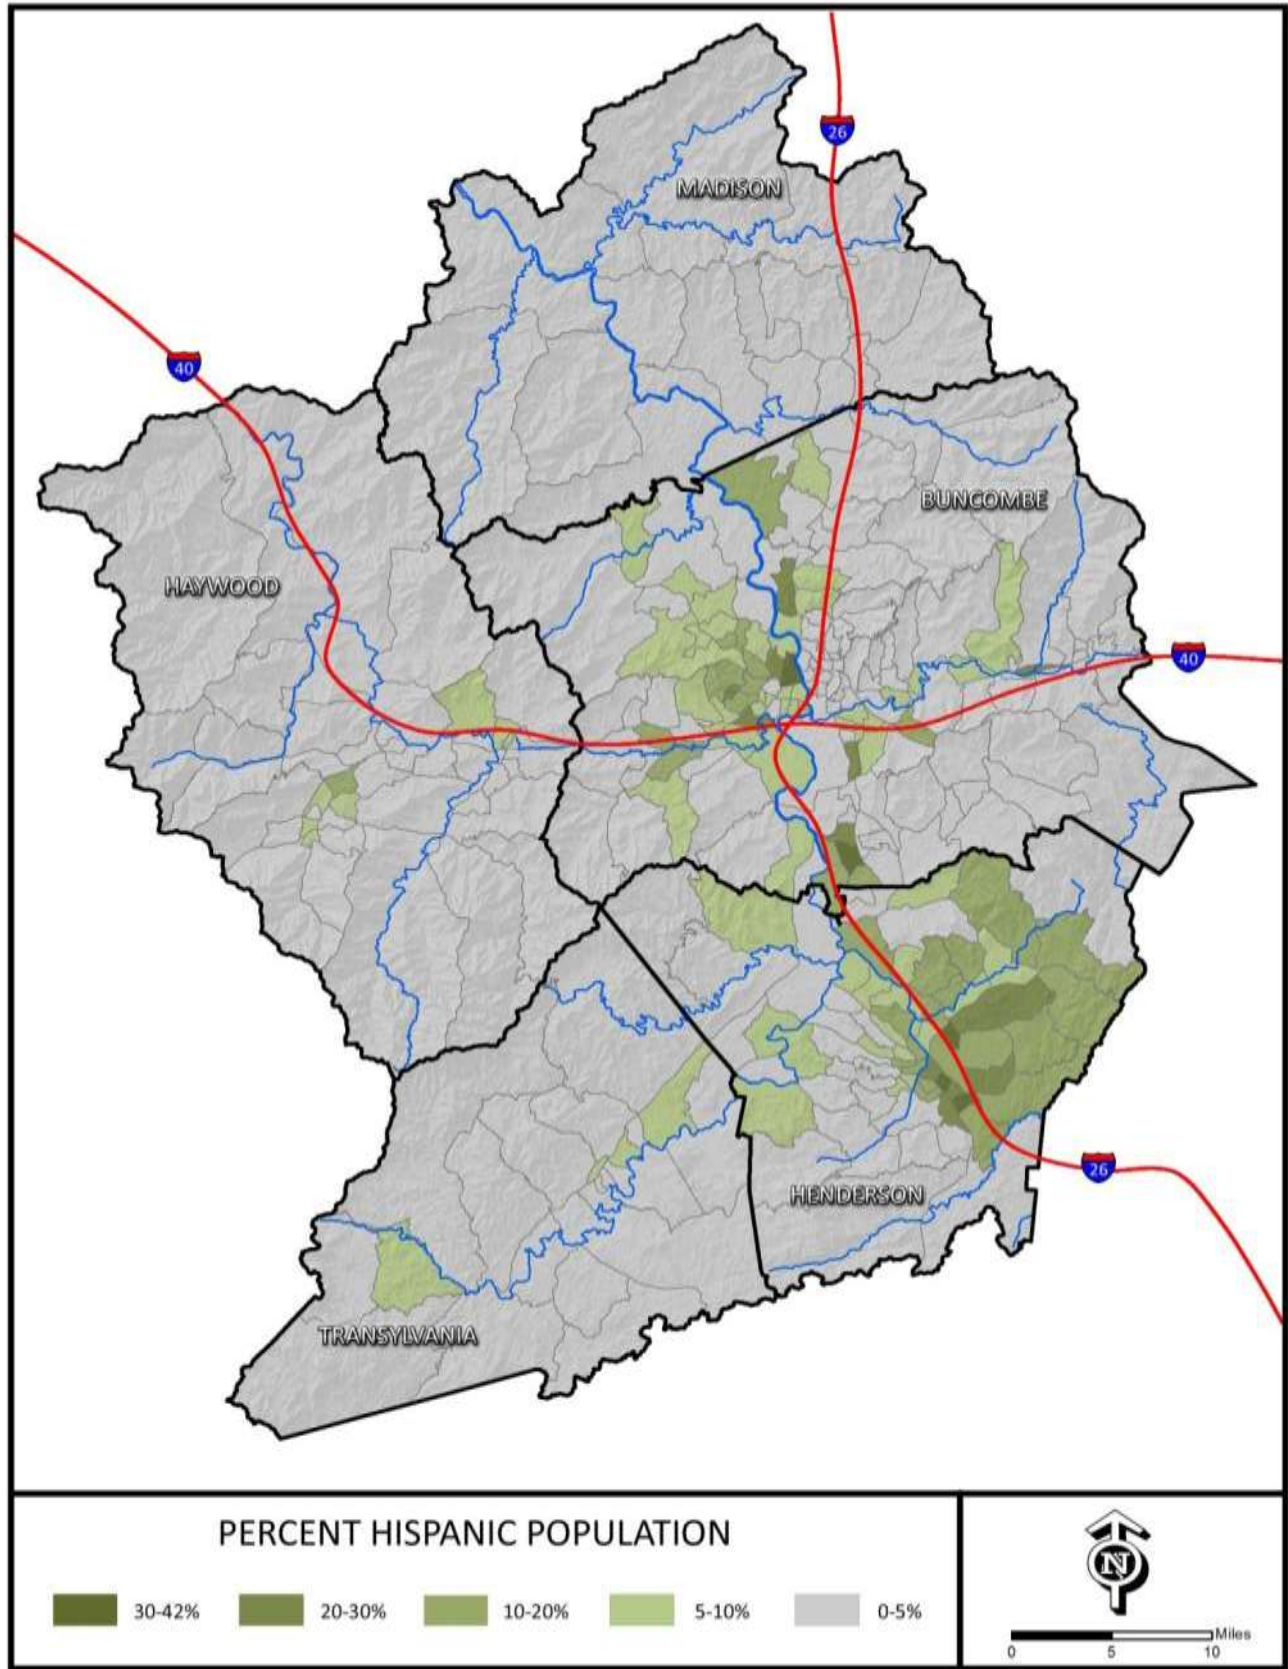 26
MADISON
40
BUNCOMBE
HAYWOOD
40
HENDERSON
26
TRANSYLVANIA
PERCENT HISPANIC POPULATION
30-42% 20-30% 10-20% 5-10% 0-5%
N
Miles
0 5 10